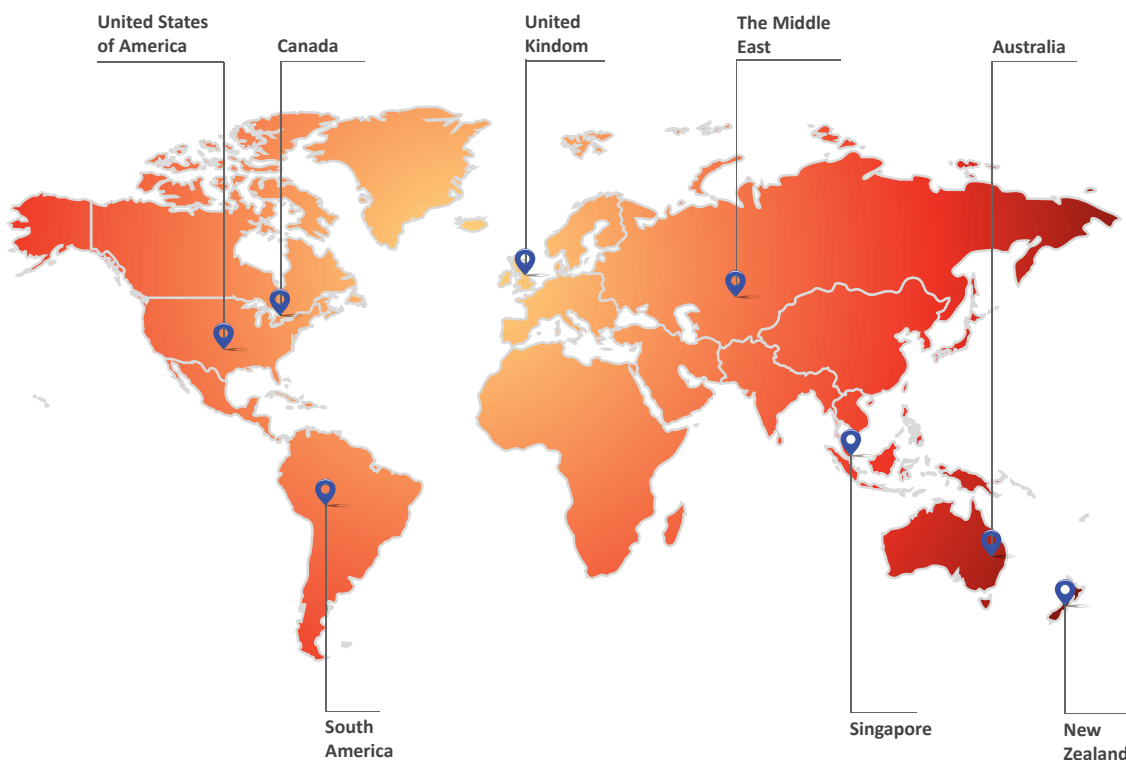 United States
of America
Canada
United
Kindom
The Middle
East
Australia
South
America
Singapore
New
Zealand